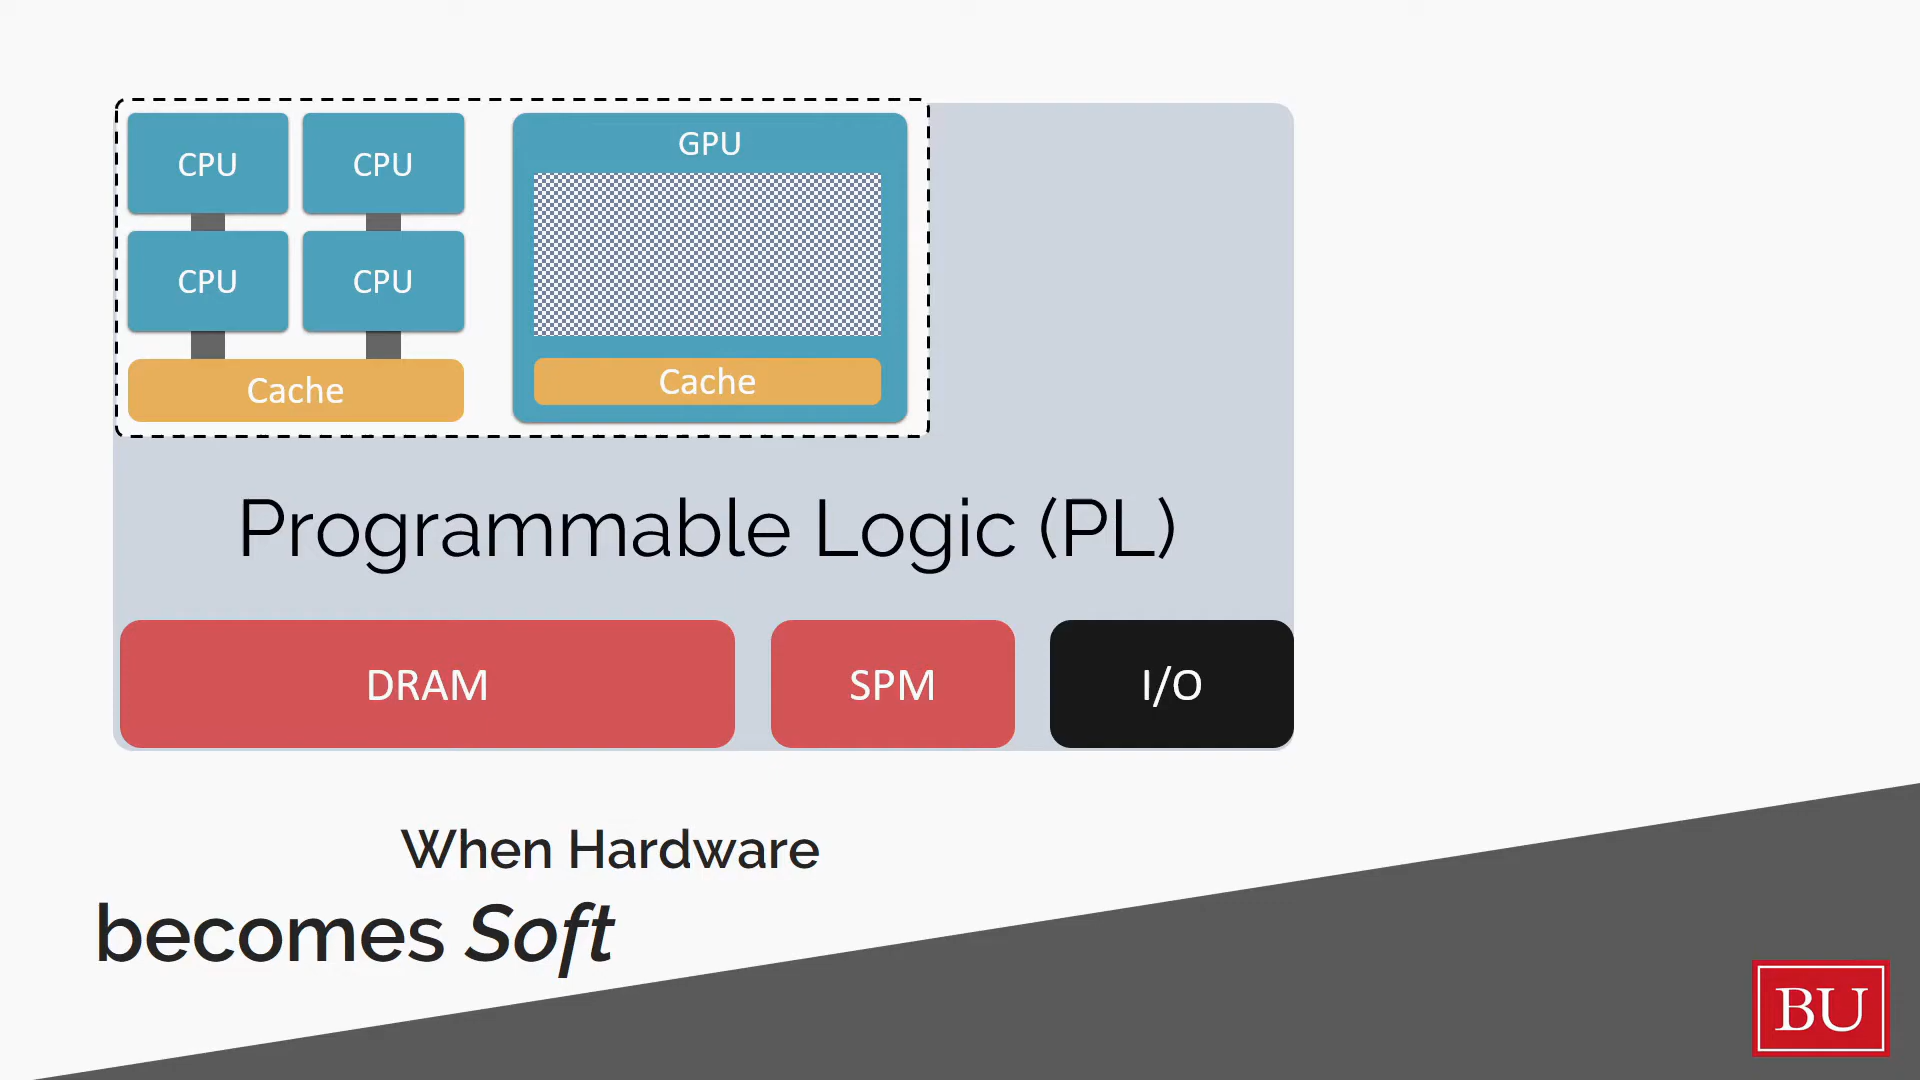 CPU CPU
GPU
CPU CPU
Cache
Cache
Programmable Logic (PL)
DRAM
SPM
I/O
When Hardware
becomes Soft
BU